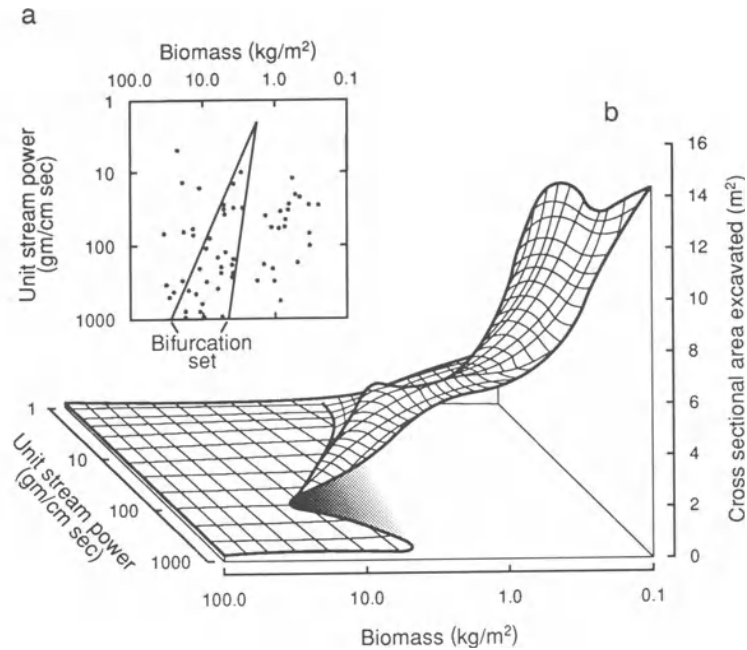 a
Biomass (kg/m²)
100.0 10.0 1.0 0.1
1
10
100
1000
Unit stream power
(gm/cm sec)
Bifurcation
set
b
16
14
12
10
8
6
4
2
0
Cross sectional area excavated (m²)
1
10
100
1000
Unit stream power
(gm/cm sec)
100.0 10.0 1.0 0.1
Biomass (kg/m²)